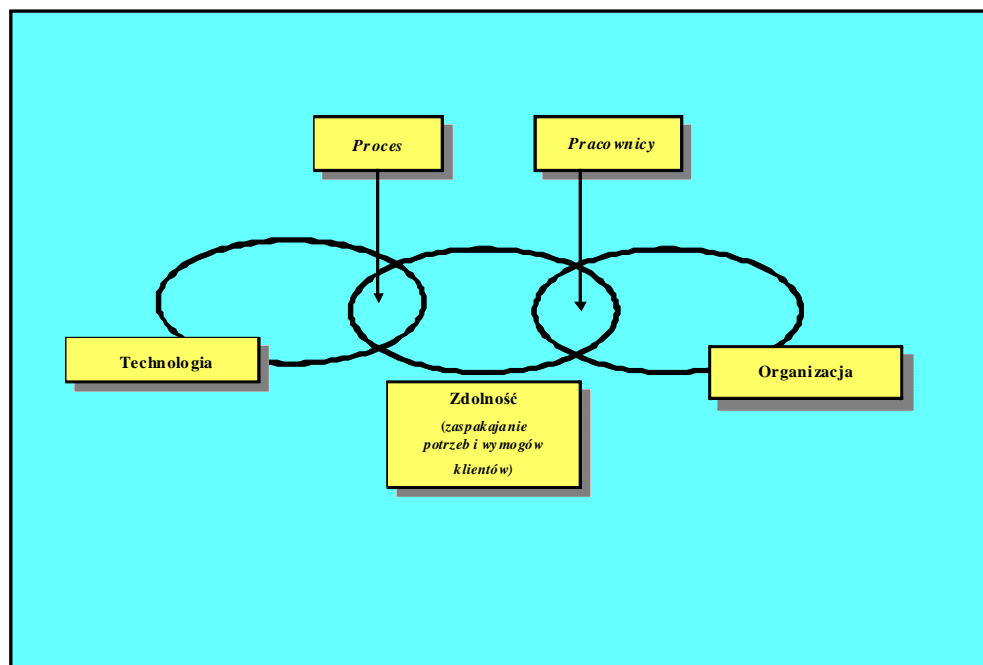 Proces
Pracownicy
Technologia
Organizacja
Zdolność
(zaspakajanie
potrzeb i wymogów
klientów)